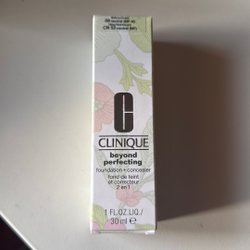 CLINIQUE
beyond
perfecting
foundation + concealer
fond de teint
et correcteur
2 en 1
1 FL.OZ.LIQ./
30 ml ℮